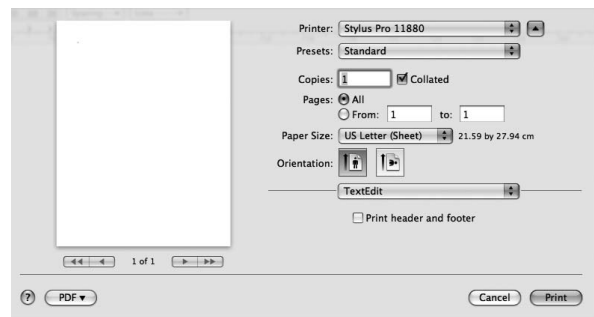 Spacing
Printer: Stylus Pro 11880
Presets: Standard
Copies: 1 Collated
Pages: All
From: 1 to: 1
Paper Size: US Letter (Sheet) 21.59 by 27.94 cm
Orientation:
TextEdit
Print header and footer
1 of 1
? PDF Cancel Print